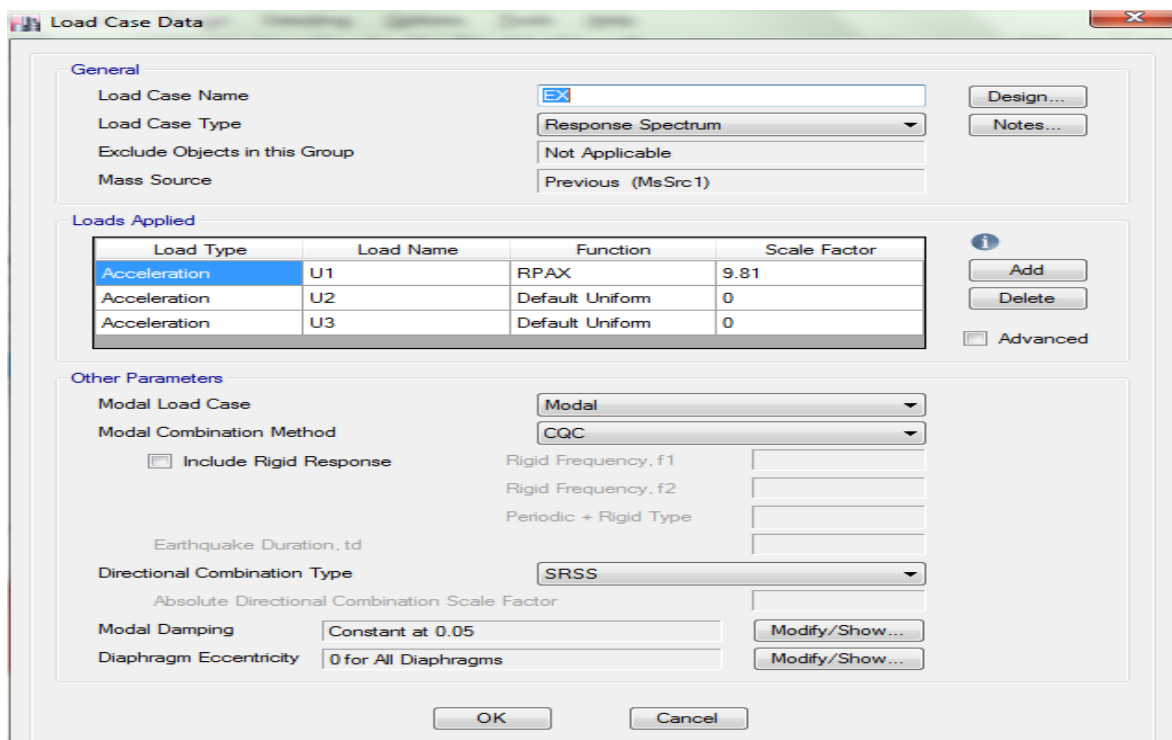 Load Case Data
General
Load Case Name EX Design...
Load Case Type Response Spectrum Notes...
Exclude Objects in this Group Not Applicable
Mass Source Previous (MsSrc1)
Loads Applied
Load Type Load Name Function Scale Factor
Acceleration U1 RPAX 9.81 Add
Acceleration U2 Default Uniform 0 Delete
Acceleration U3 Default Uniform 0
Advanced
Other Parameters
Modal Load Case Modal
Modal Combination Method CQC
Include Rigid Response Rigid Frequency, f1
Rigid Frequency, f2
Periodic + Rigid Type
Earthquake Duration, td
Directional Combination Type SRSS
Absolute Directional Combination Scale Factor
Modal Damping Constant at 0.05 Modify/Show...
Diaphragm Eccentricity 0 for All Diaphragms Modify/Show...
OK Cancel